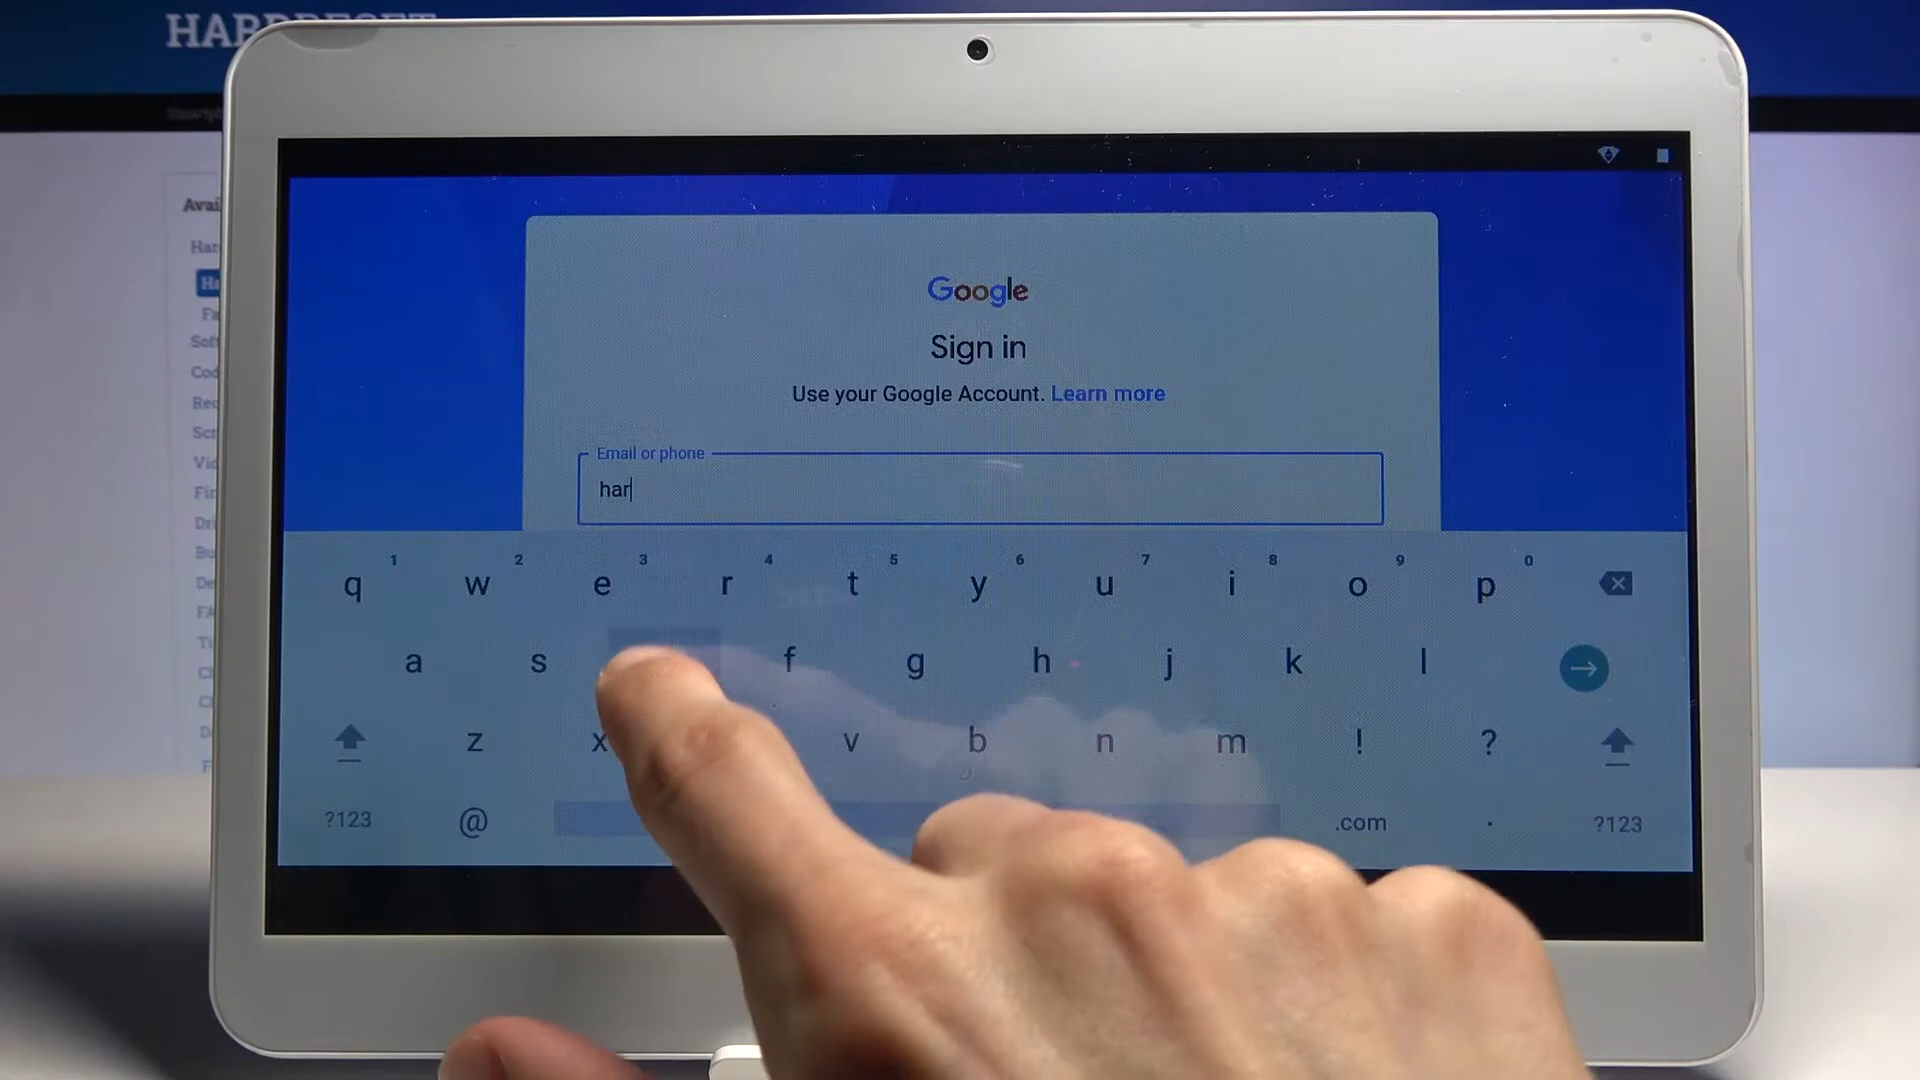 Google
Sign in
Use your Google Account. Learn more
Email or phone
har
1 2 3 4 5 6 7 8 9 0
q w e r t y u i o p
a s f g h j k l
z x v b n m ! ?
?123 @ .com . ?123